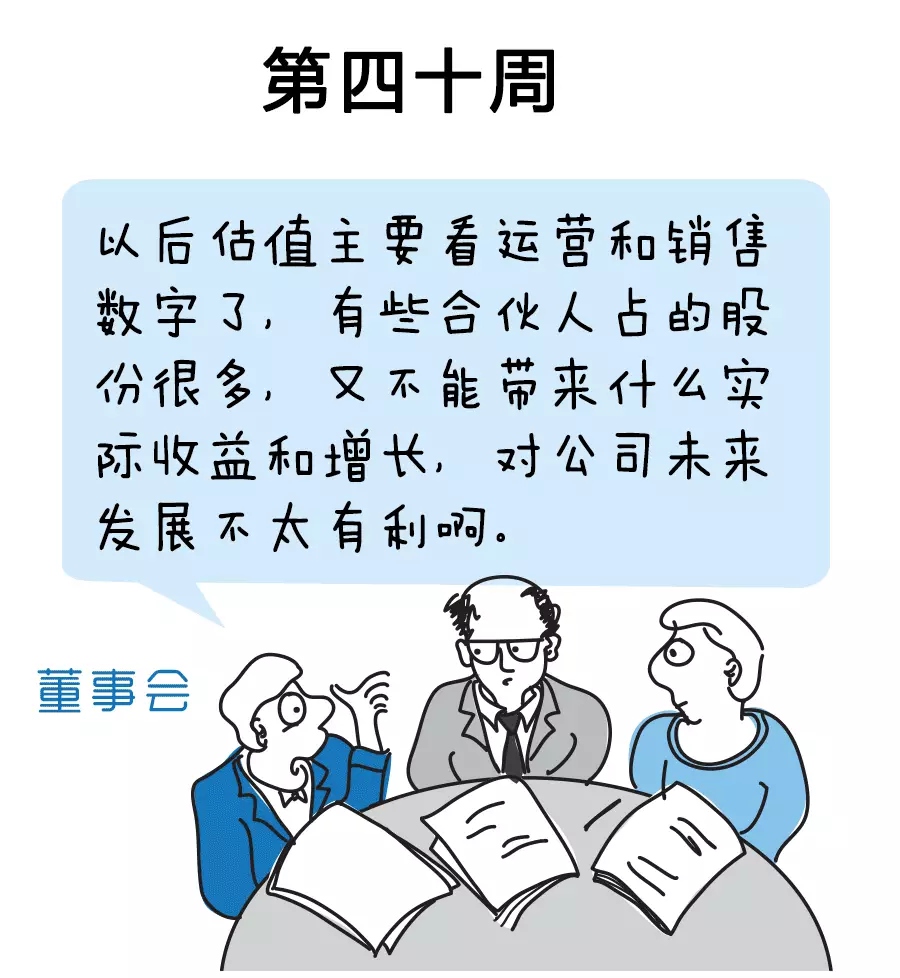 第四十周
以后估值主要看运营和销售
数字了，有些合伙人占的股
份很多，又不能带来什么实
际收益和增长，对公司未来
发展不太有利啊。
董事会